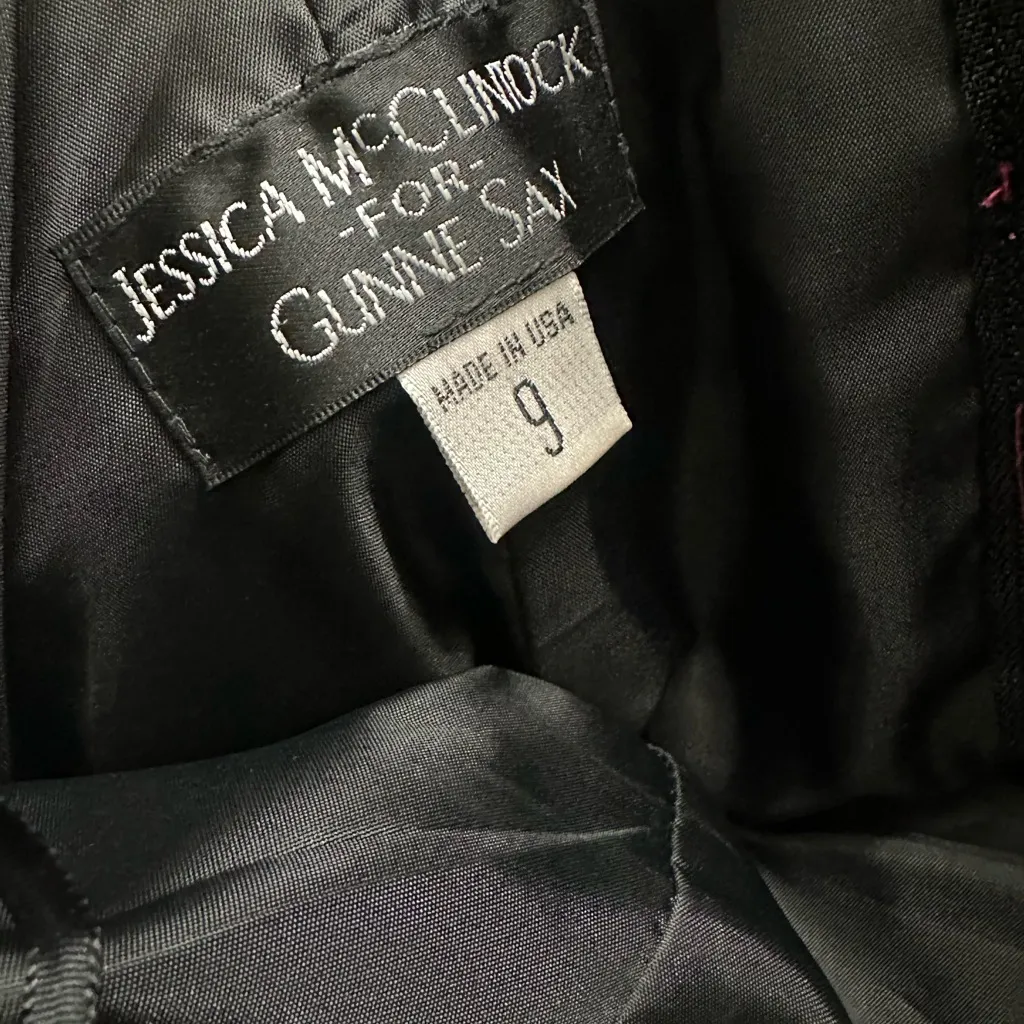 JESSICA McCLINTOCK
-FOR-
GUNNE SAX
MADE IN USA
9